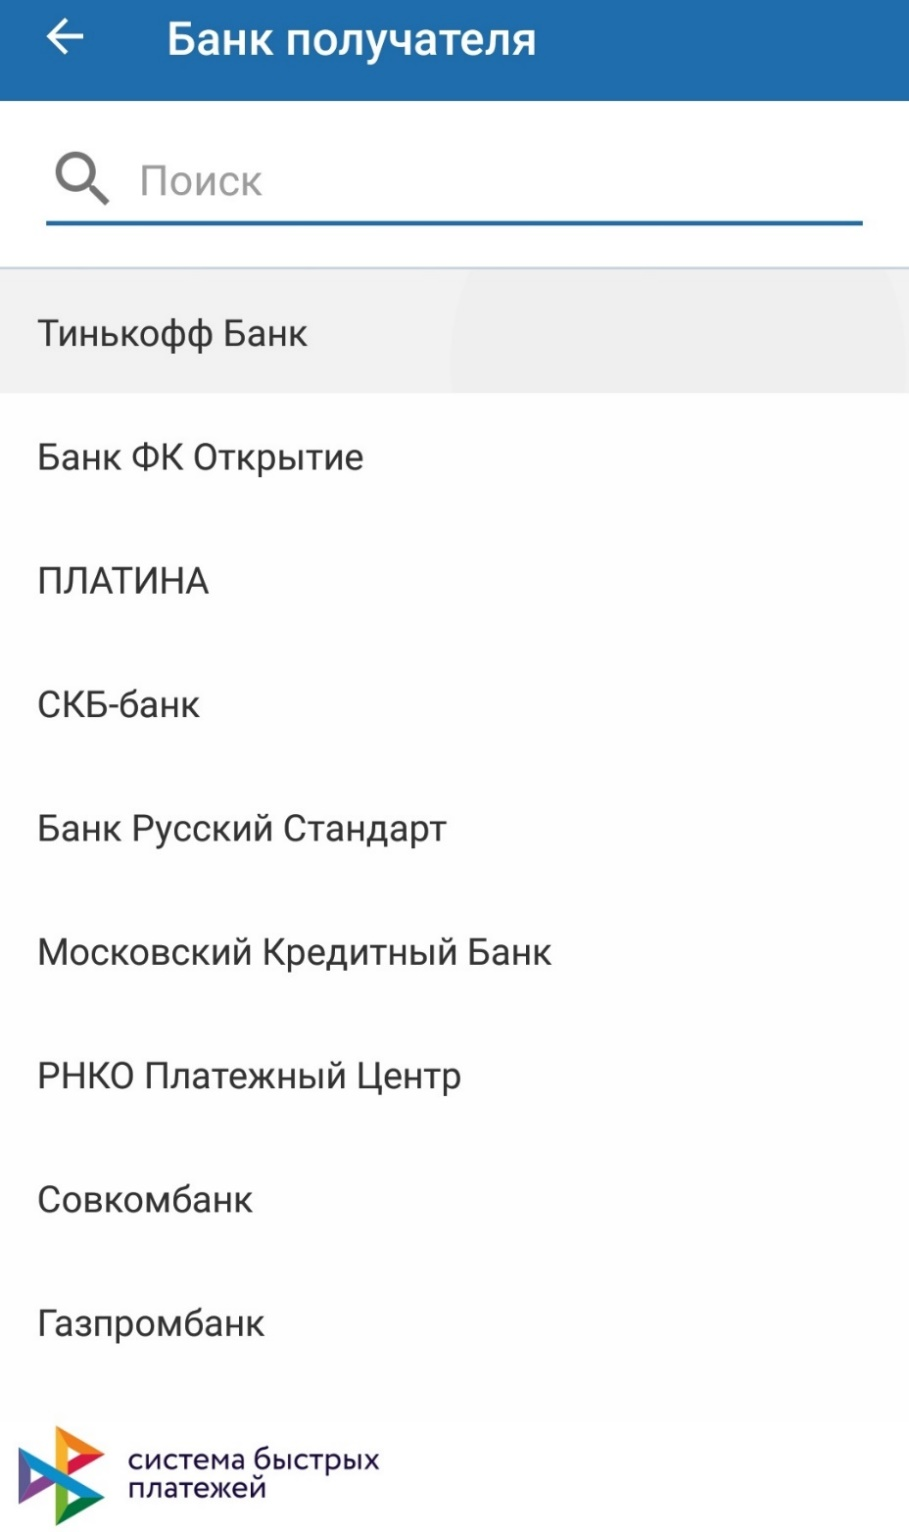 Банк получателя
Поиск
Тинькофф Банк
Банк ФК Открытие
ПЛАТИНА
СКБ-банк
Банк Русский Стандарт
Московский Кредитный Банк
РНКО Платежный Центр
Совкомбанк
Газпромбанк
система быстрых
платежей